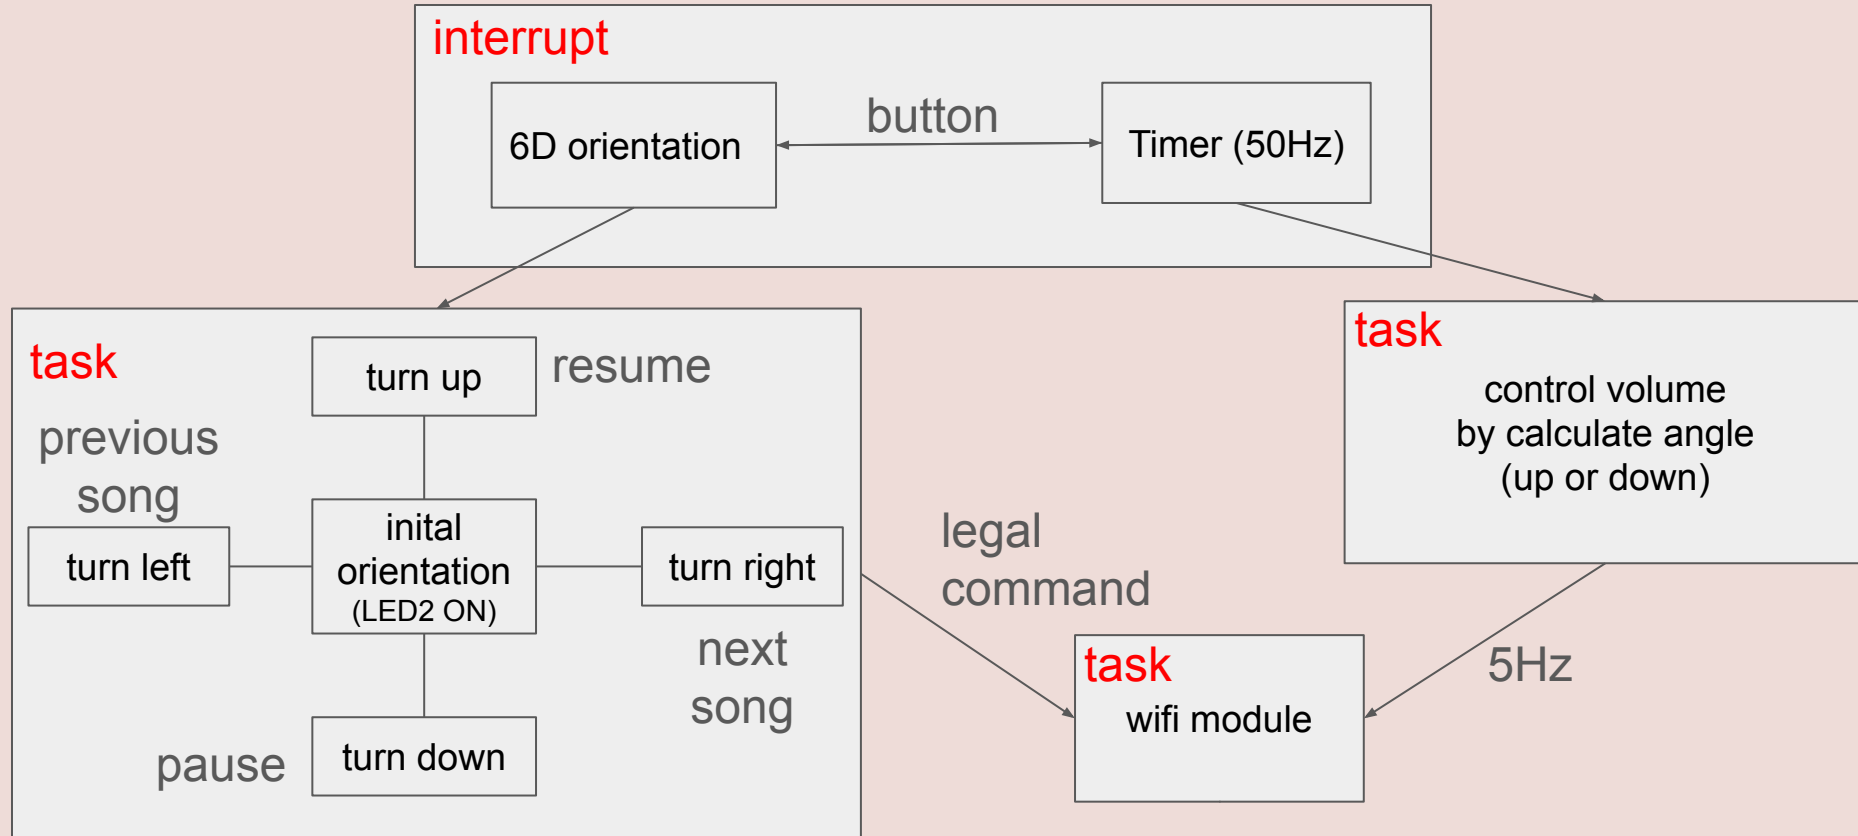 interrupt
6D orientation
button
Timer (50Hz)
task
turn up
resume
previous
song
turn left
inital
orientation
(LED2 ON)
turn right
next
song
pause
turn down
legal
command
task
control volume
by calculate angle
(up or down)
5Hz
task
wifi module